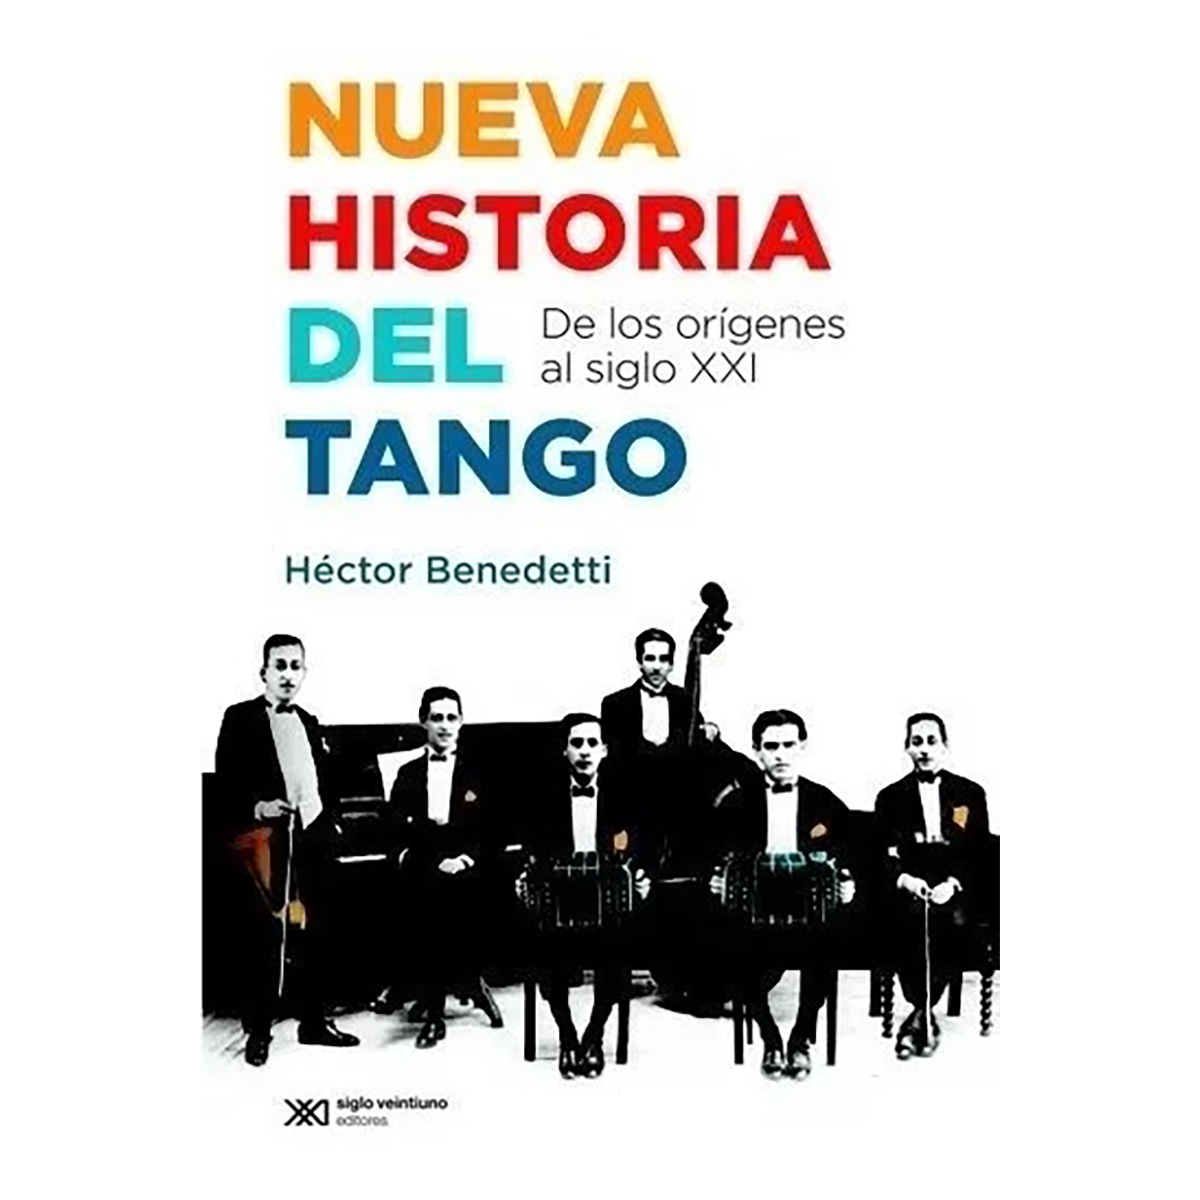 NUEVA
HISTORIA
DEL
De los orígenes
al siglo XXI
TANGO
Héctor Benedetti
siglo veintiuno
editores